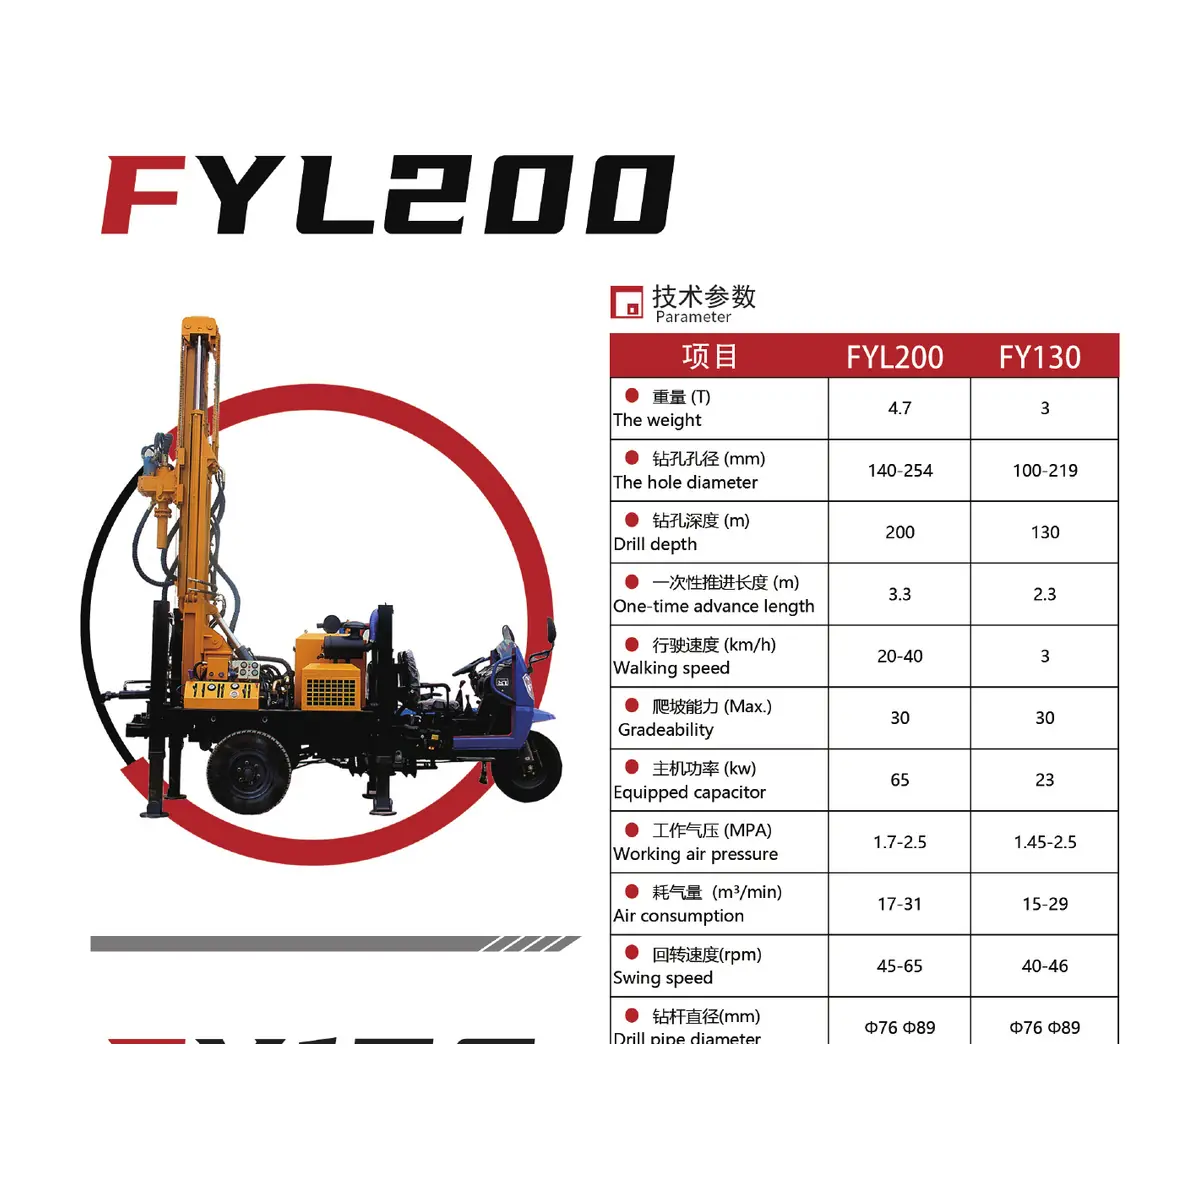 FYL200
技术参数
Parameter
项目 FYL200 FY130
重量 (T)
The weight 4.7 3
钻孔孔径 (mm)
The hole diameter 140-254 100-219
钻孔深度 (m)
Drill depth 200 130
一次性推进长度 (m)
One-time advance length 3.3 2.3
行驶速度 (km/h)
Walking speed 20-40 3
爬坡能力 (Max.)
Gradeability 30 30
主机功率 (kw)
Equipped capacitor 65 23
工作气压 (MPA)
Working air pressure 1.7-2.5 1.45-2.5
耗气量 (m³/min)
Air consumption 17-31 15-29
回转速度(rpm)
Swing speed 45-65 40-46
钻杆直径(mm)
Drill pipe diameter Φ76 Φ89 Φ76 Φ89